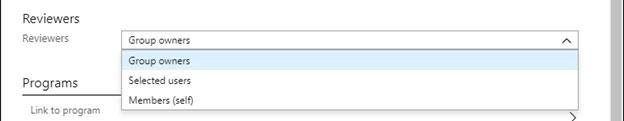 Reviewers
Reviewers
Group owners
Group owners
Selected users
Members (self)
Programs
Link to program